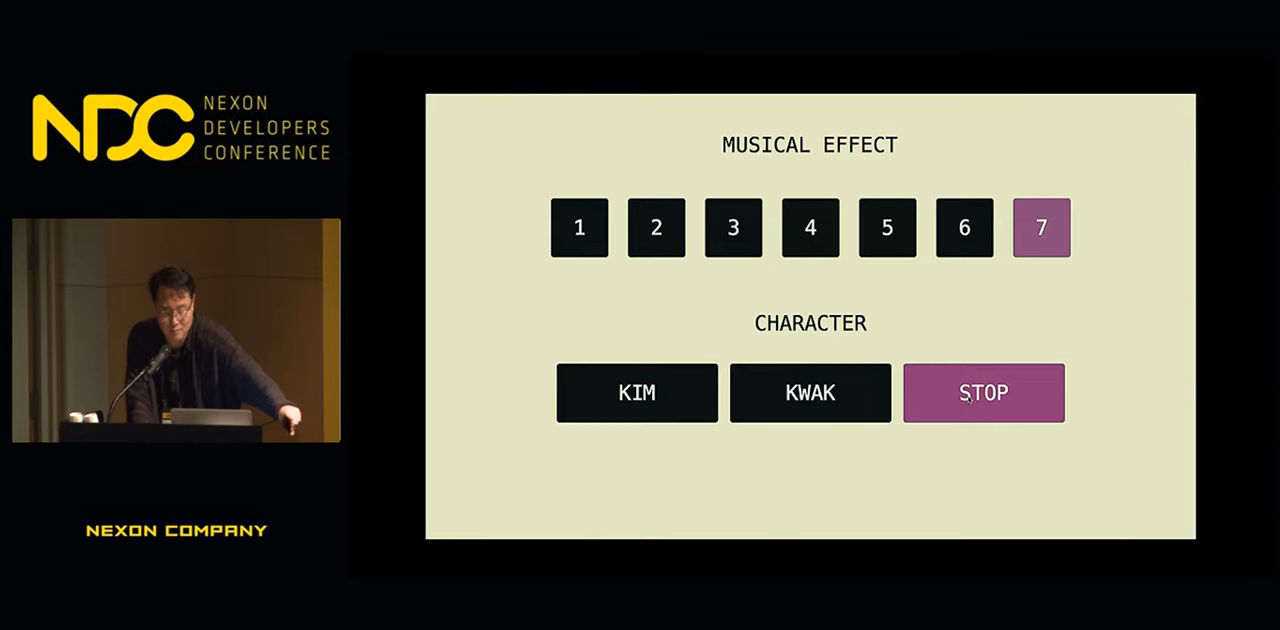 NDC
NEXON
DEVELOPERS
CONFERENCE
NEXON COMPANY
MUSICAL EFFECT
1 2 3 4 5 6 7
CHARACTER
KIM KWAK STOP